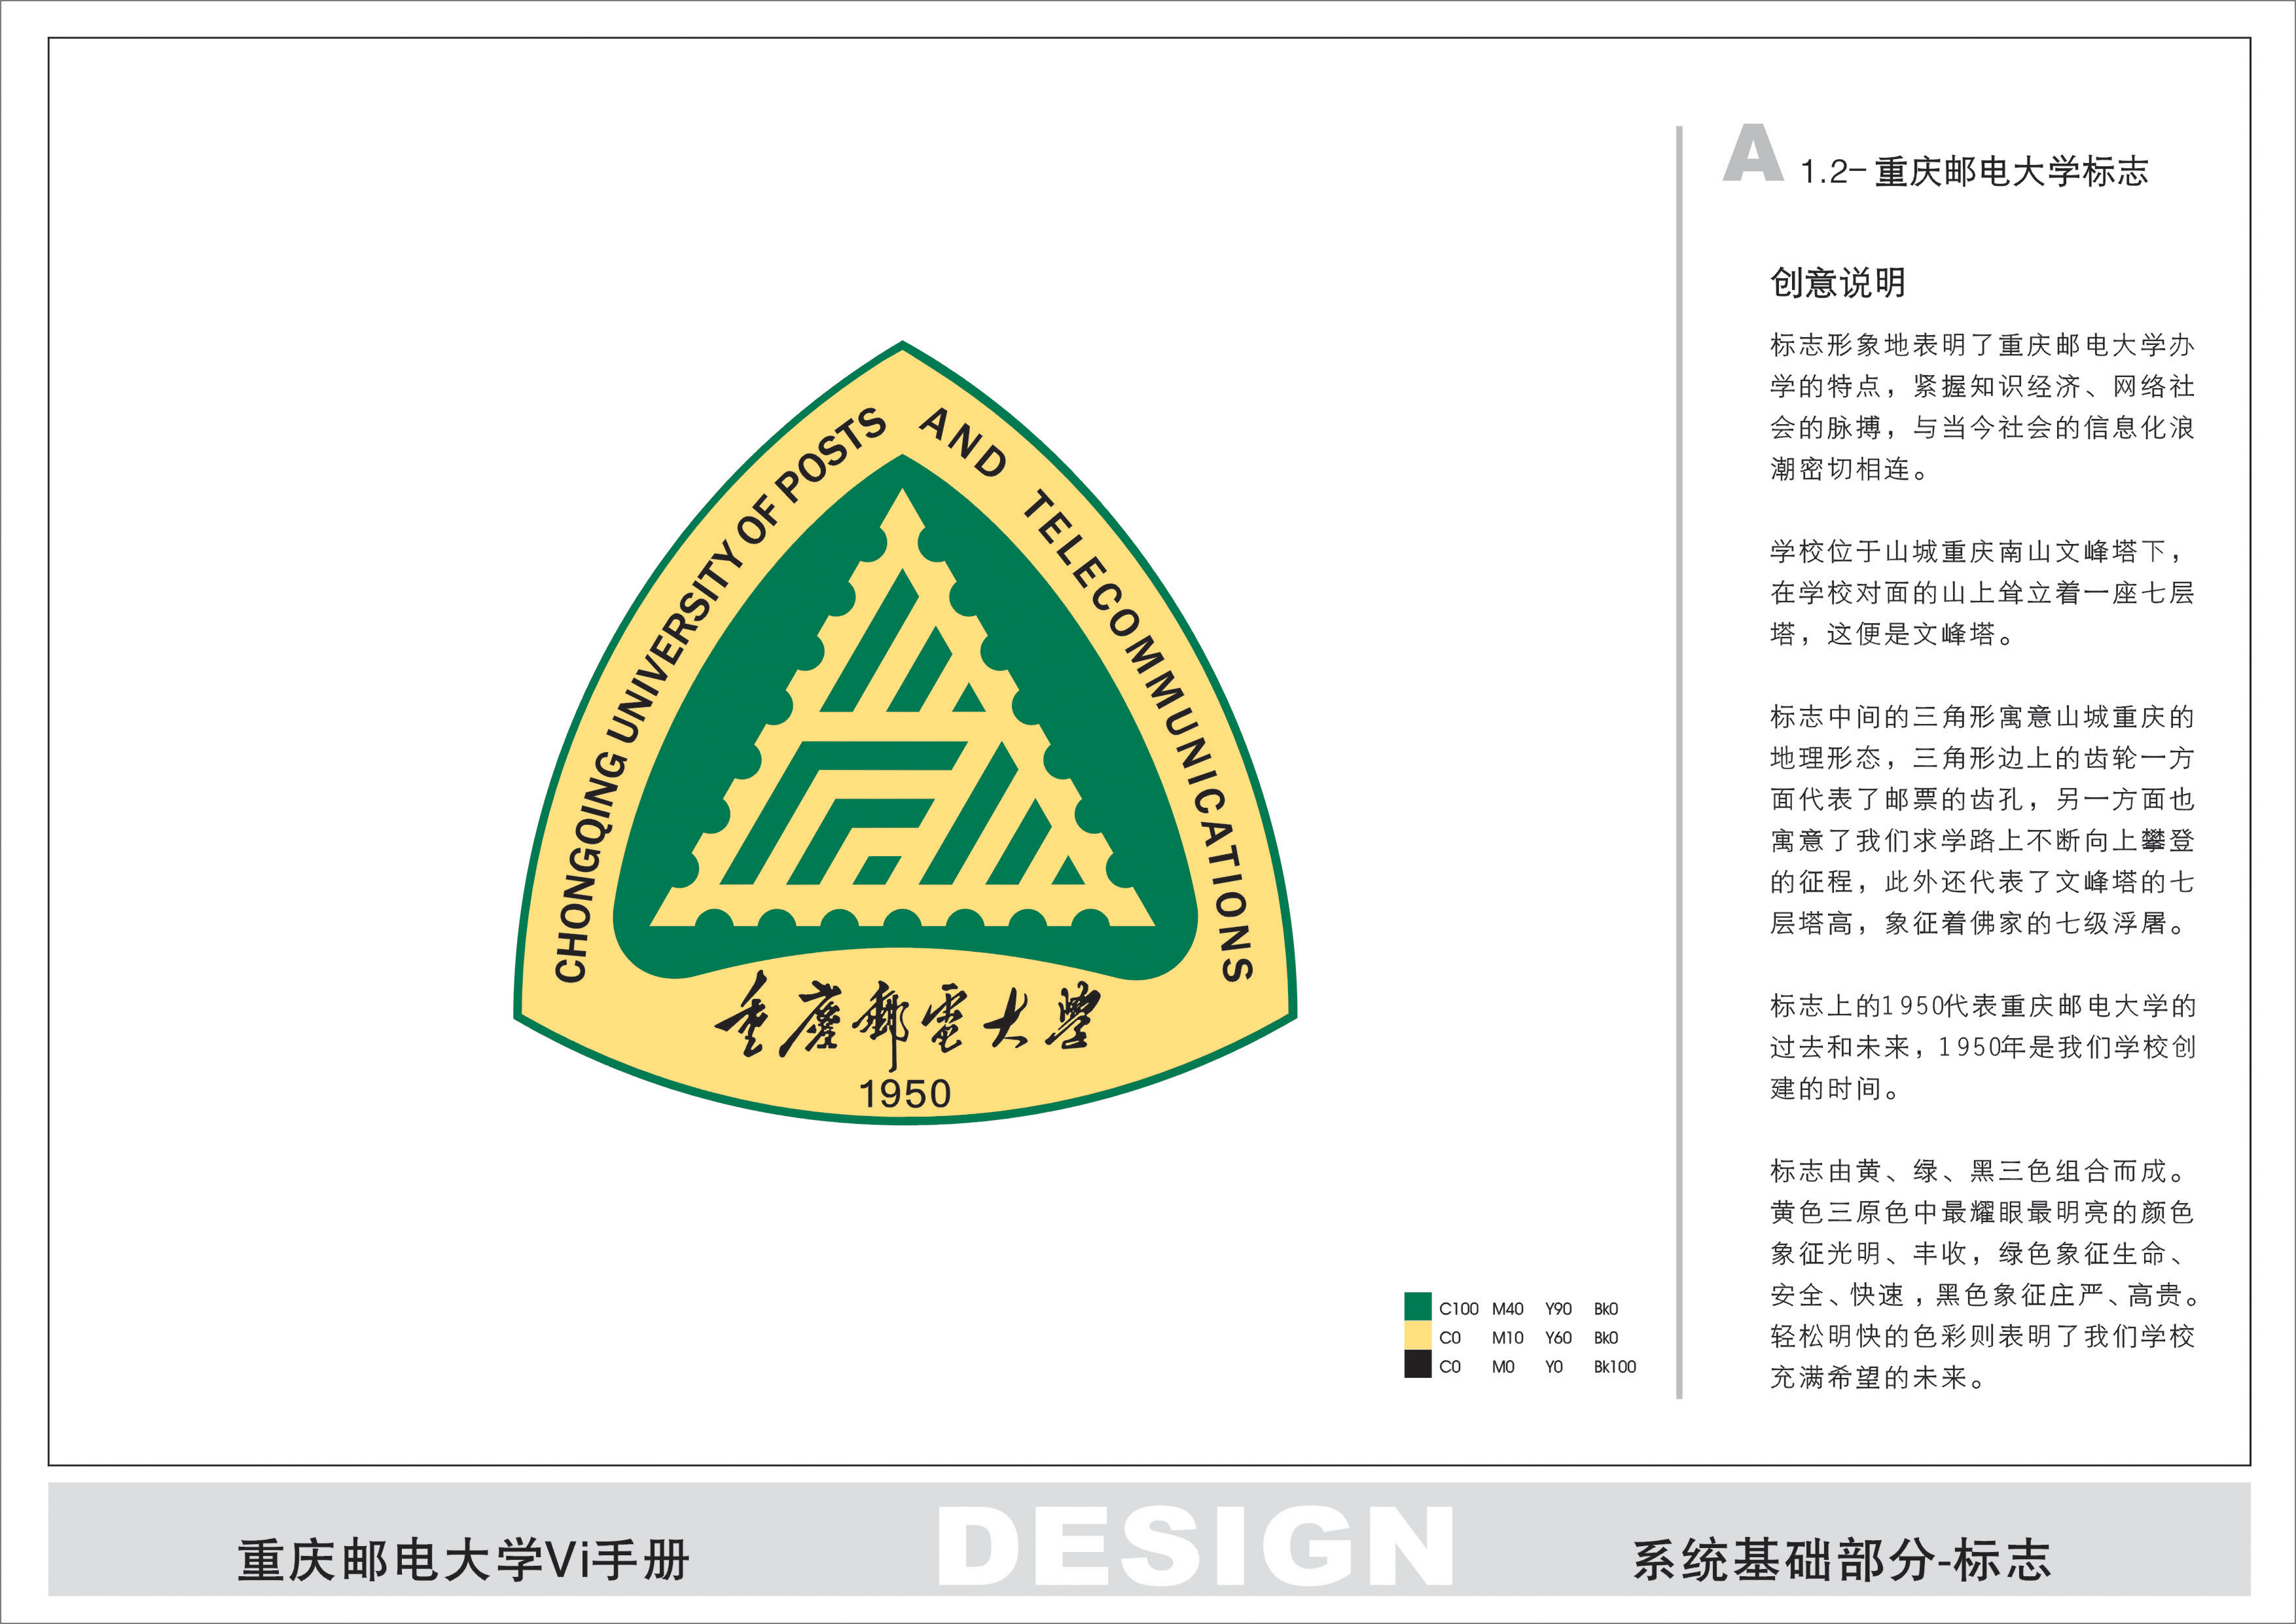 A 1.2-重庆邮电大学标志
创意说明
标志形象地表明了重庆邮电大学办
学的特点，紧握知识经济、网络社
会的脉搏，与当今社会的信息化浪
潮密切相连。
学校位于山城重庆南山文峰塔下，
在学校对面的山上耸立着一座七层
塔，这便是文峰塔。
标志中间的三角形寓意山城重庆的
地理形态，三角形边上的齿轮一方
面代表了邮票的齿孔，另一方面也
寓意了我们求学路上不断向上攀登
的征程，此外还代表了文峰塔的七
层塔高，象征着佛家的七级浮屠。
标志上的1950代表重庆邮电大学的
过去和未来，1950年是我们学校创
建的时间。
标志由黄、绿、黑三色组合而成。
黄色三原色中最耀眼最明亮的颜色
象征光明、丰收，绿色象征生命、
安全、快速，黑色象征庄严、高贵。
轻松明快的色彩则表明了我们学校
充满希望的未来。
CHONGQING UNIVERSITY OF POSTS AND TELECOMMUNICATIONS
重慶郵電大學
1950
C100 M40 Y90 Bk0
C0 M10 Y60 Bk0
C0 M0 Y0 Bk100
重庆邮电大学Vi手册
DESIGN
系统基础部分-标志